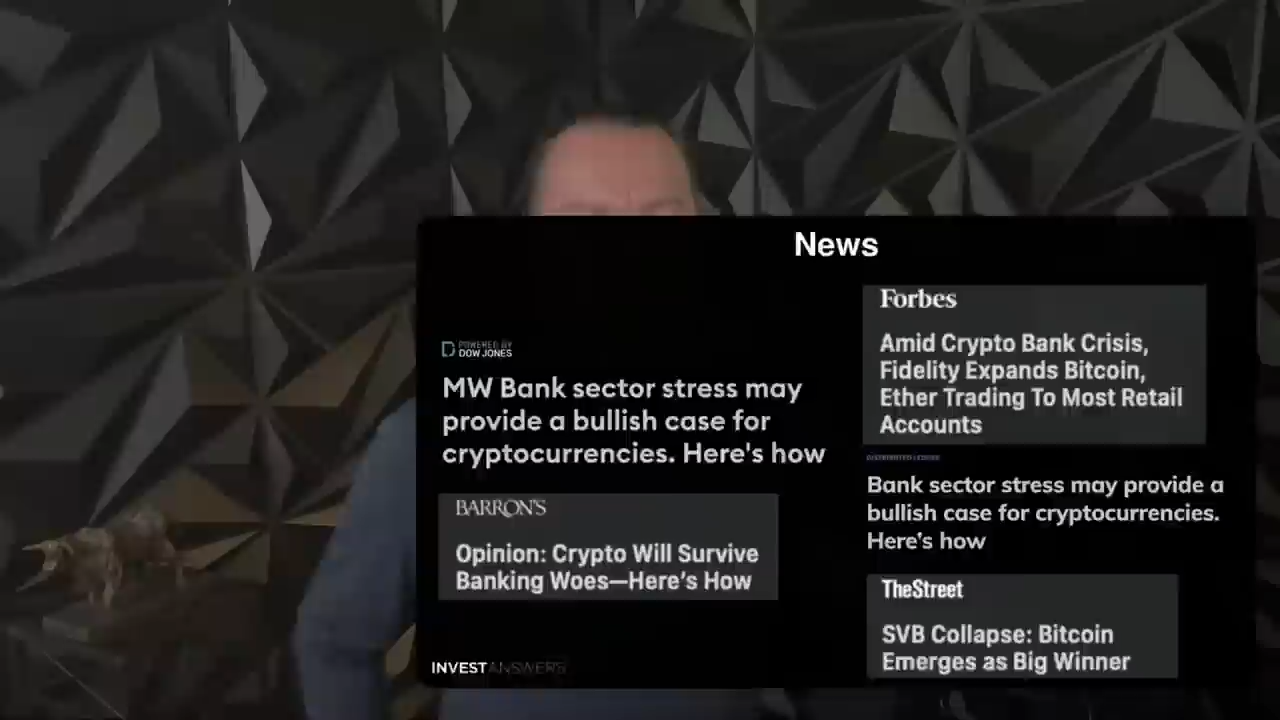 News
POWERED BY
DOW JONES
MW Bank sector stress may
provide a bullish case for
cryptocurrencies. Here's how
BARRON'S
Opinion: Crypto Will Survive
Banking Woes—Here's How
Forbes
Amid Crypto Bank Crisis,
Fidelity Expands Bitcoin,
Ether Trading To Most Retail
Accounts
DISTRIBUTED LEDGER
Bank sector stress may provide a
bullish case for cryptocurrencies.
Here's how
TheStreet
SVB Collapse: Bitcoin
Emerges as Big Winner
INVESTANSWERS